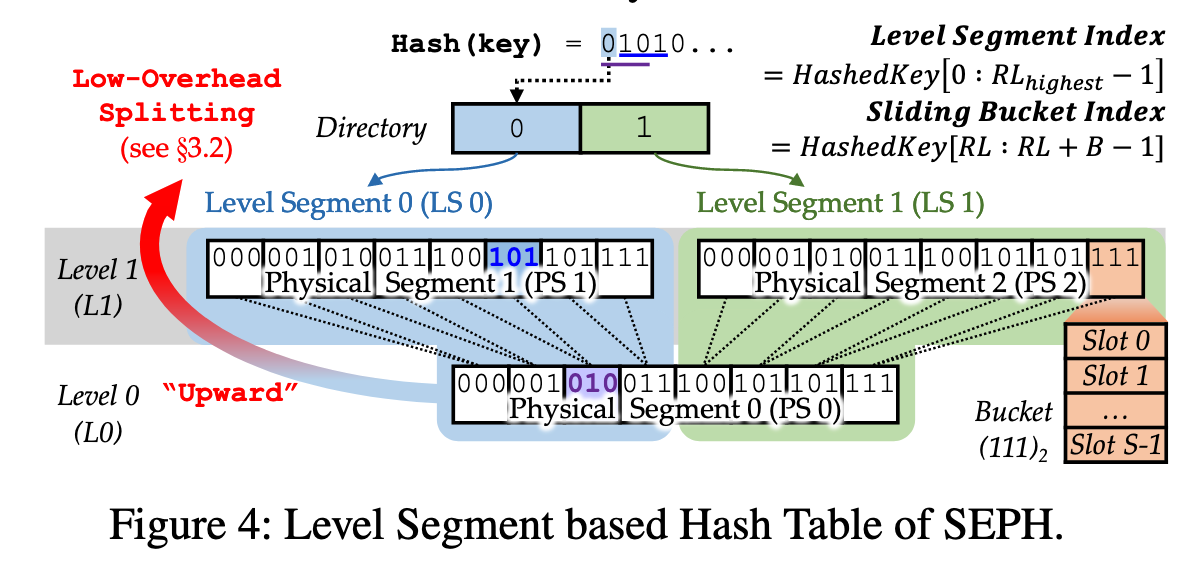 Hash(key) = 01010...
Level Segment Index
= HashedKey[0 : RLhighest − 1]
Sliding Bucket Index
= HashedKey[RL : RL + B − 1]
Low-Overhead
Splitting
(see §3.2)
Directory
0 1
Level Segment 0 (LS 0)
Level Segment 1 (LS 1)
Level 1
(L1)
000 001 010 011 100 101 101 111
Physical Segment 1 (PS 1)
000 001 010 011 100 101 101 111
Physical Segment 2 (PS 2)
Level 0
(L0)
“Upward”
000 001 010 011 100 101 101 111
Physical Segment 0 (PS 0)
Bucket
(111)2
Slot 0
Slot 1
...
Slot S-1
Figure 4: Level Segment based Hash Table of SEPH.